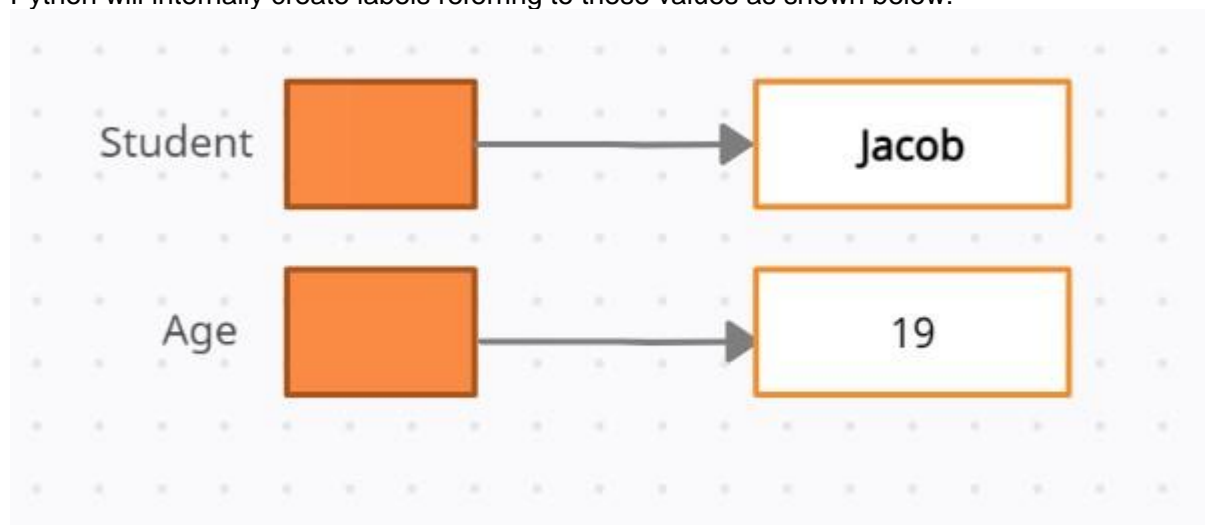 Python will internally create labels referring to these values as shown below:
Student
Jacob
Age
19